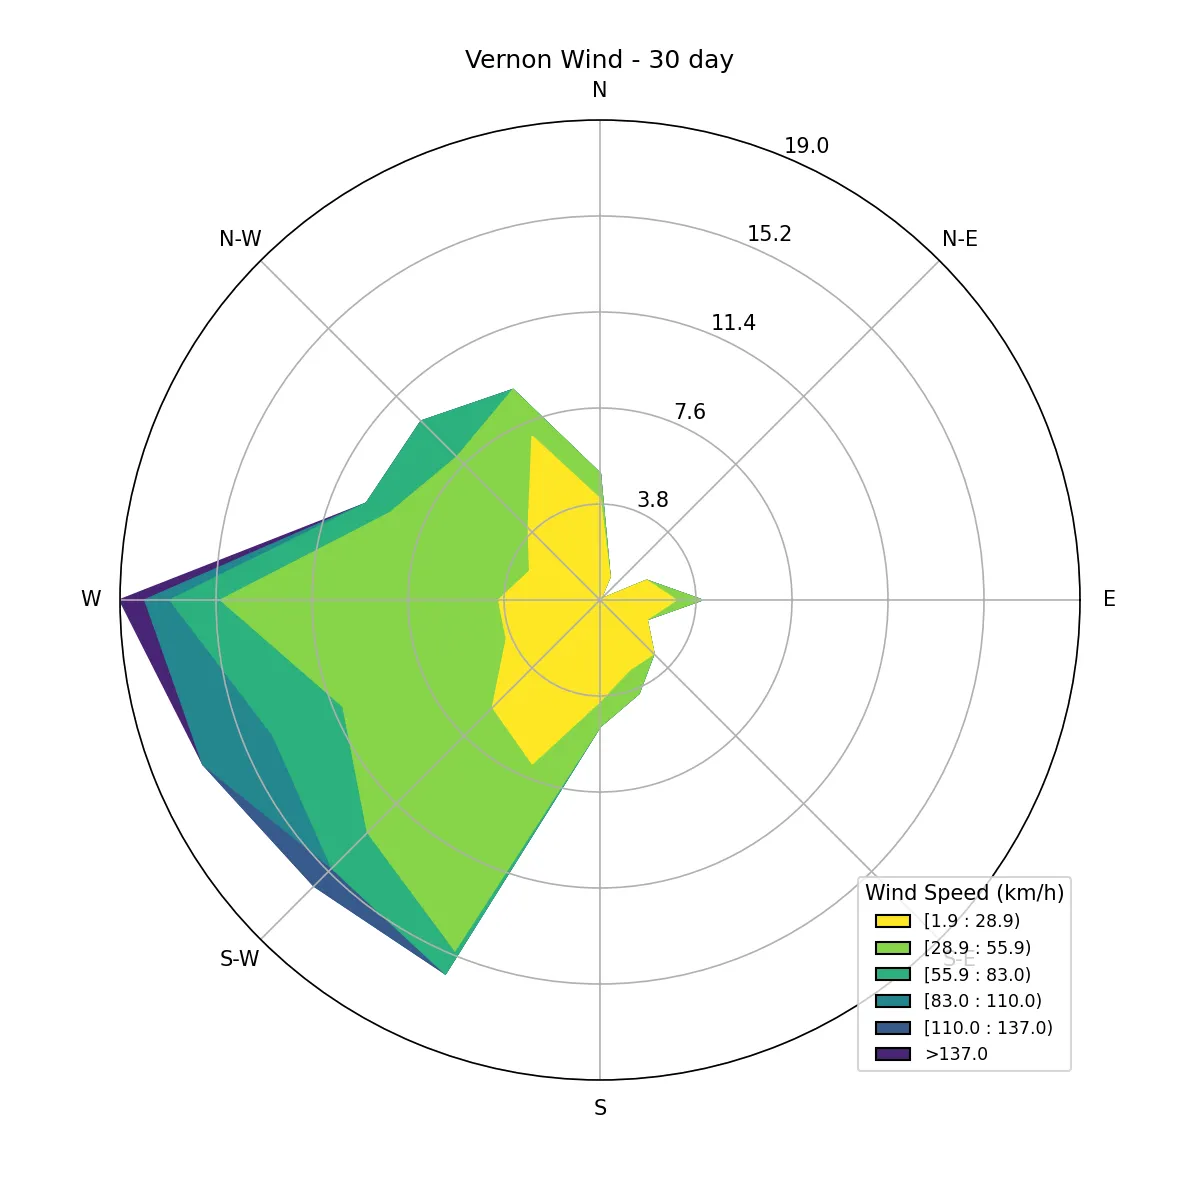 Vernon Wind - 30 day
N
19.0
15.2
N-W
N-E
11.4
7.6
3.8
W
E
S-W
S-E
Wind Speed (km/h)
[1.9 : 28.9)
[28.9 : 55.9)
[55.9 : 83.0)
[83.0 : 110.0)
[110.0 : 137.0)
>137.0
S